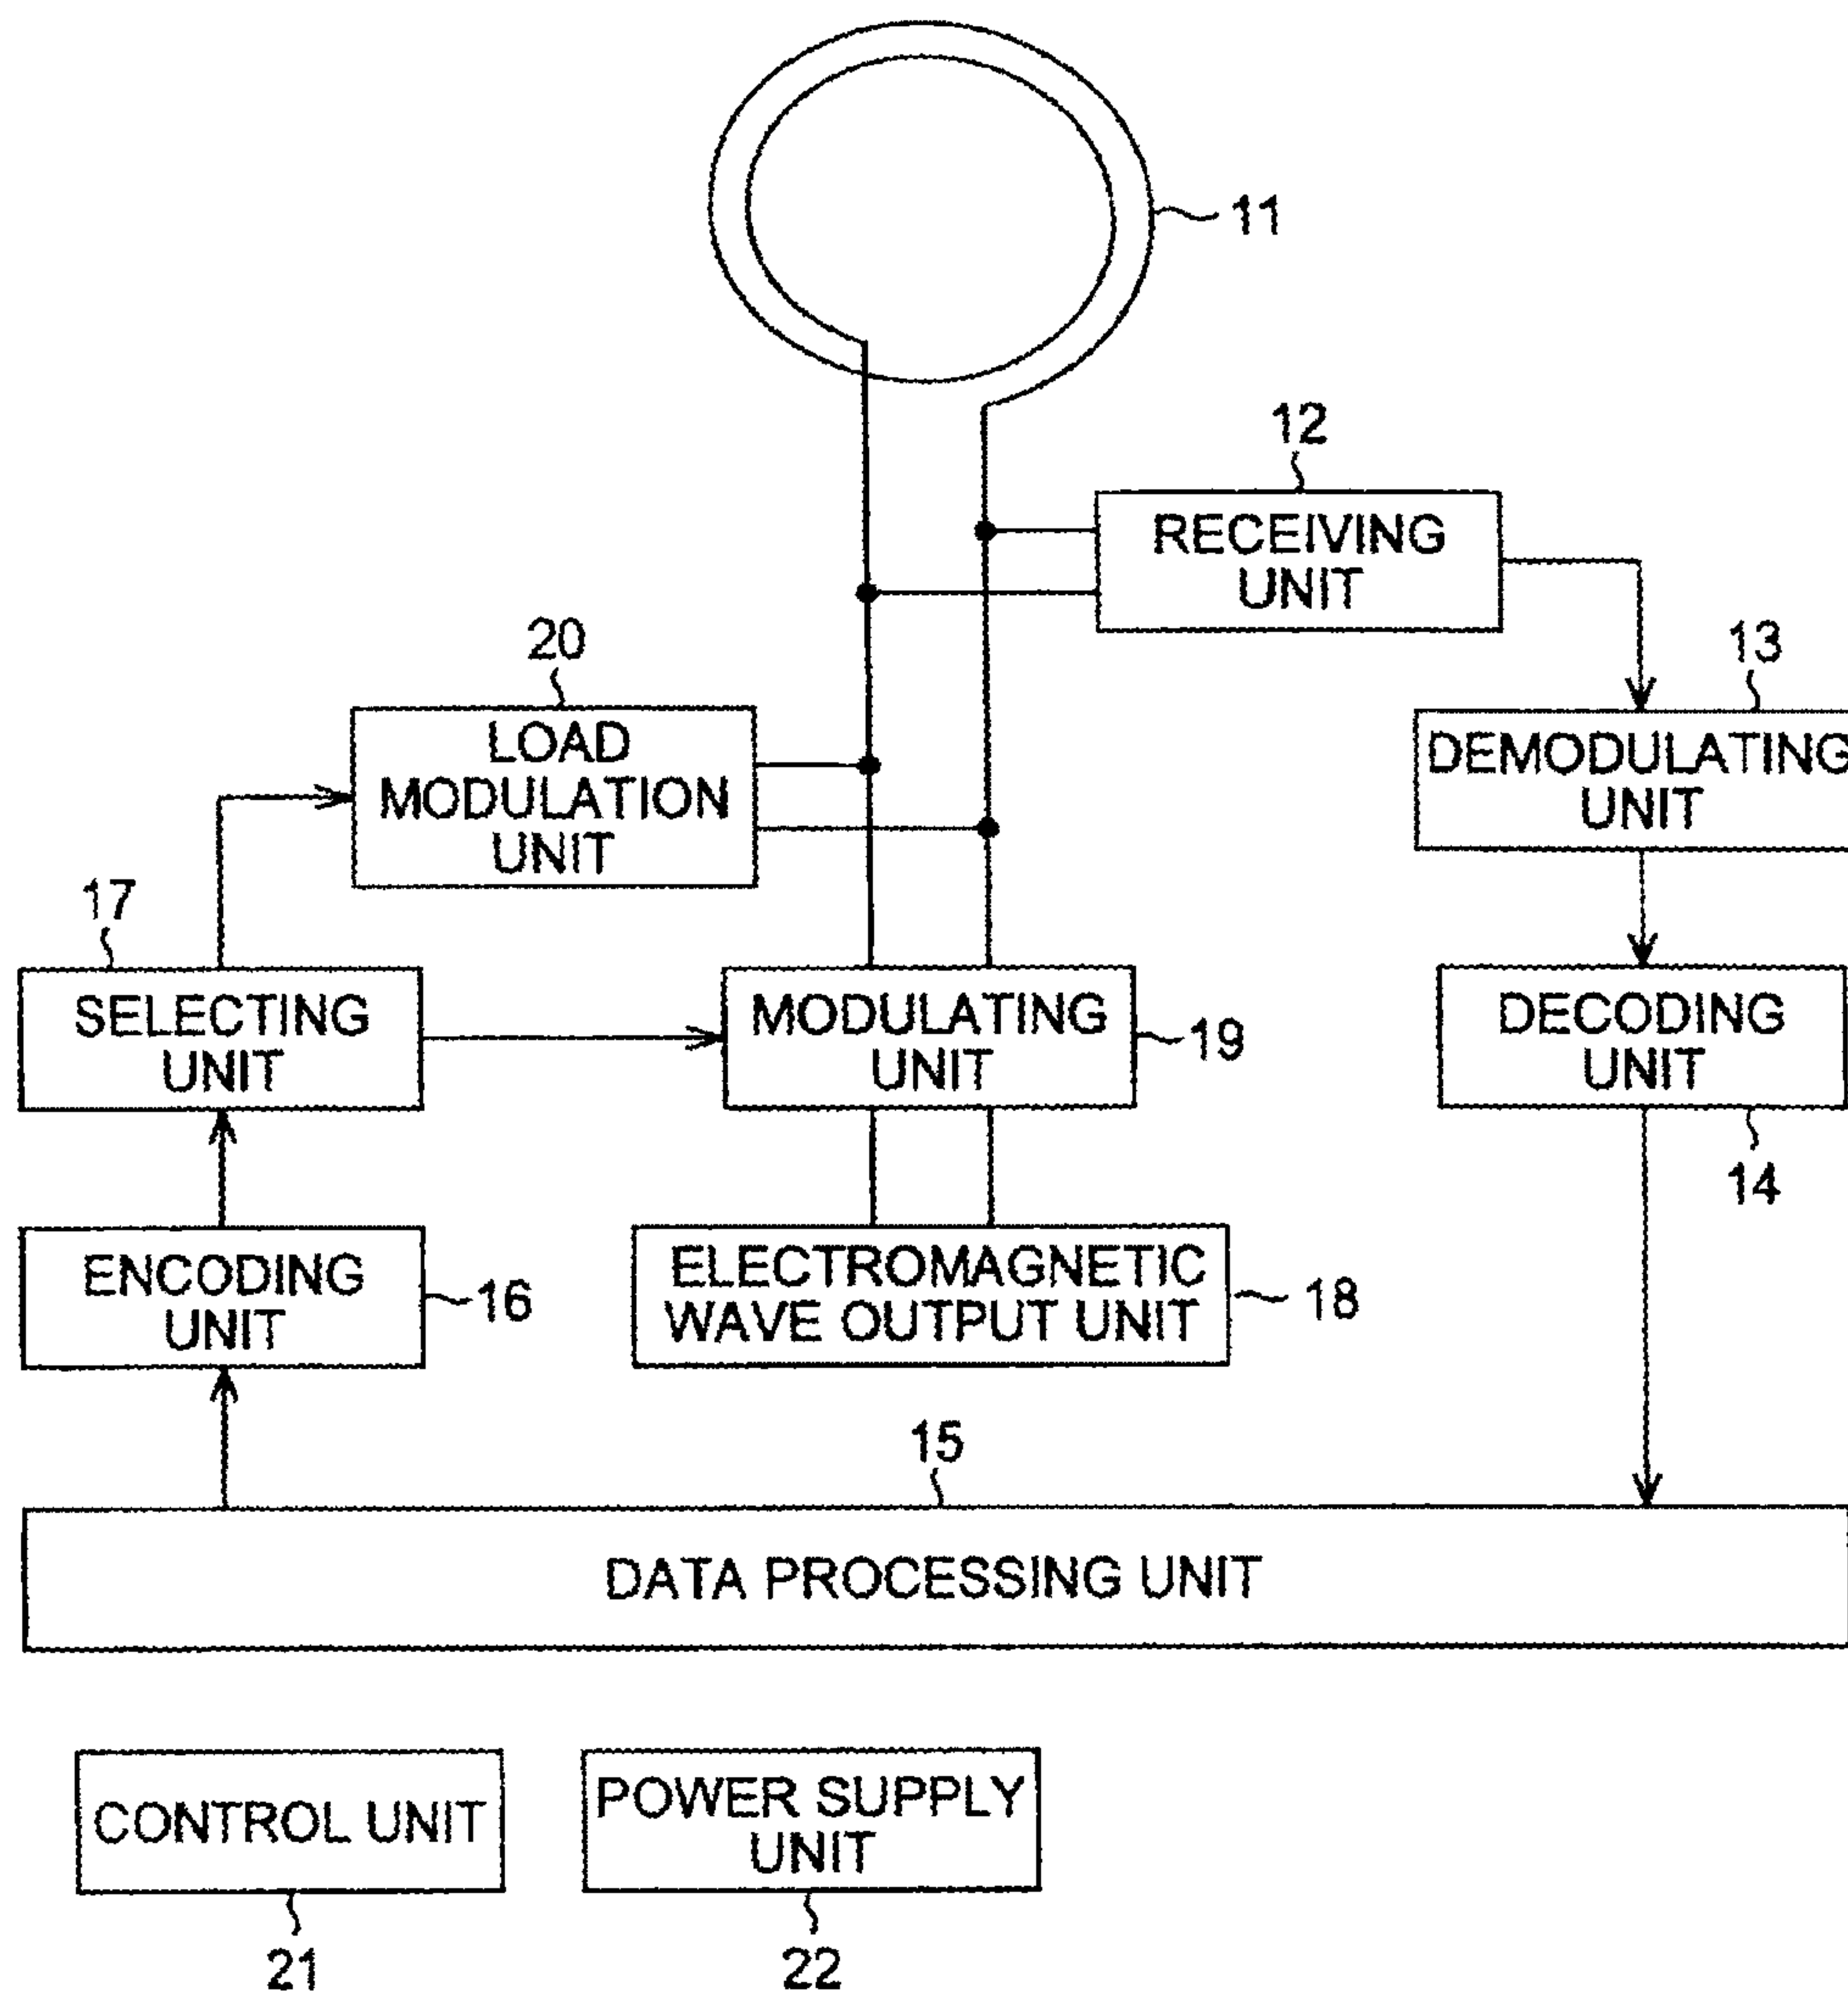 11
12
RECEIVING
UNIT
20
13
LOAD
MODULATION
UNIT
DEMODULATING
UNIT
17
SELECTING
UNIT
MODULATING
UNIT
19
DECODING
UNIT
14
ENCODING
UNIT
16
ELECTROMAGNETIC
WAVE OUTPUT UNIT
18
15
DATA PROCESSING UNIT
CONTROL UNIT
POWER SUPPLY
UNIT
21
22